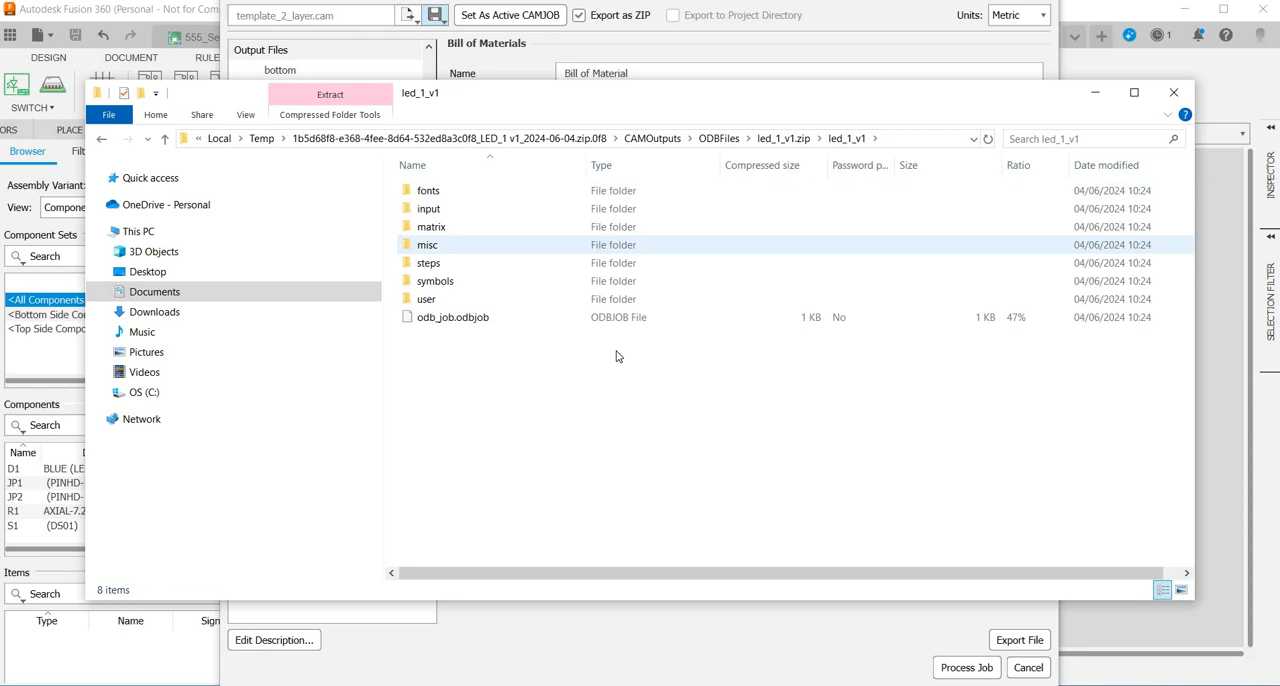 Autodesk Fusion 360 (Personal - Not for Com
template_2_layer.cam
Set As Active CAMJOB
Export as ZIP
Export to Project Directory
Units: Metric
555_Se
1
DESIGN
DOCUMENT
RULE
Output Files
bottom
Bill of Materials
Name
Bill of Material
SWITCH
ORS
PLACE
Browser
Filt
Assembly Variant:
View: Compone
Component Sets
Search
<All Components
<Bottom Side Co
<Top Side Compo
Components
Search
Name
D
D1 BLUE (LE
JP1 (PINHD-
JP2 (PINHD-
R1 AXIAL-7.2
S1 (DS01)
Items
Search
Type
Name
Sign
Extract
led_1_v1
File
Home
Share
View
Compressed Folder Tools
« Local > Temp > 1b5d68f8-e368-4fee-8d64-532ed8a3c0f8_LED_1 v1_2024-06-04.zip.0f8 > CAMOutputs > ODBFiles > led_1_v1.zip > led_1_v1 >
Search led_1_v1
Quick access
OneDrive - Personal
This PC
3D Objects
Desktop
Documents
Downloads
Music
Pictures
Videos
OS (C:)
Network
Name Type Compressed size Password p... Size Ratio Date modified
fonts File folder 04/06/2024 10:24
input File folder 04/06/2024 10:24
matrix File folder 04/06/2024 10:24
misc File folder 04/06/2024 10:24
steps File folder 04/06/2024 10:24
symbols File folder 04/06/2024 10:24
user File folder 04/06/2024 10:24
odb_job.odbjob ODBJOB File 1 KB No 1 KB 47% 04/06/2024 10:24
8 items
INSPECTOR
SELECTION FILTER
Edit Description...
Export File
Process Job
Cancel